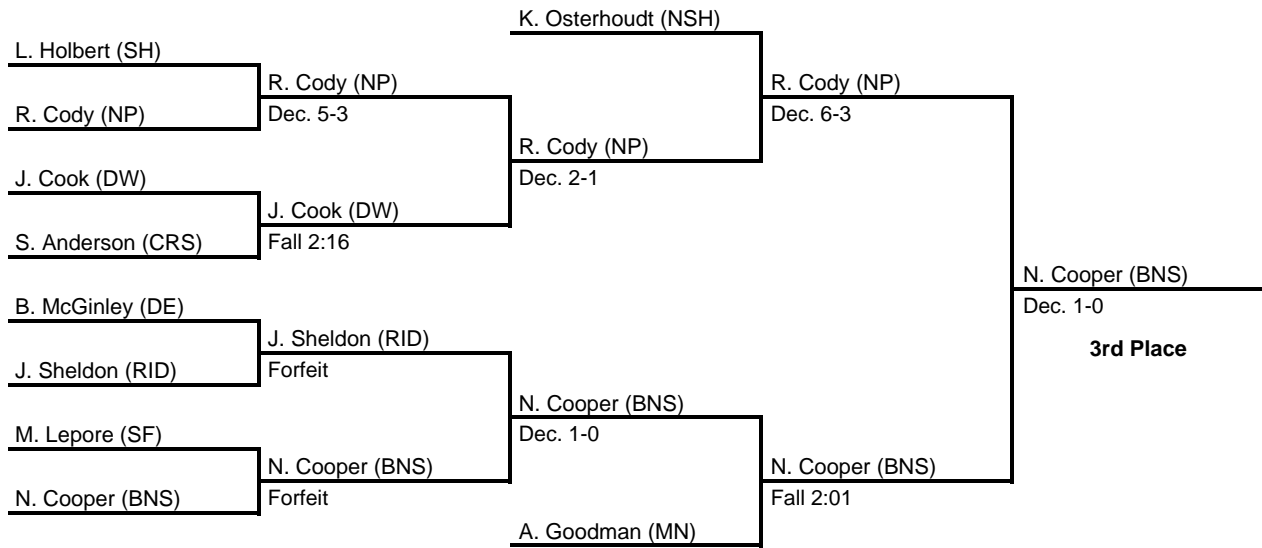 K. Osterhoudt (NSH)
L. Holbert (SH)
R. Cody (NP)
R. Cody (NP)
R. Cody (NP)
Dec. 5-3
Dec. 6-3
R. Cody (NP)
Dec. 2-1
J. Cook (DW)
J. Cook (DW)
S. Anderson (CRS)
Fall 2:16
N. Cooper (BNS)
Dec. 1-0
3rd Place
B. McGinley (DE)
J. Sheldon (RID)
J. Sheldon (RID)
Forfeit
N. Cooper (BNS)
Dec. 1-0
M. Lepore (SF)
N. Cooper (BNS)
N. Cooper (BNS)
N. Cooper (BNS)
Forfeit
Fall 2:01
A. Goodman (MN)